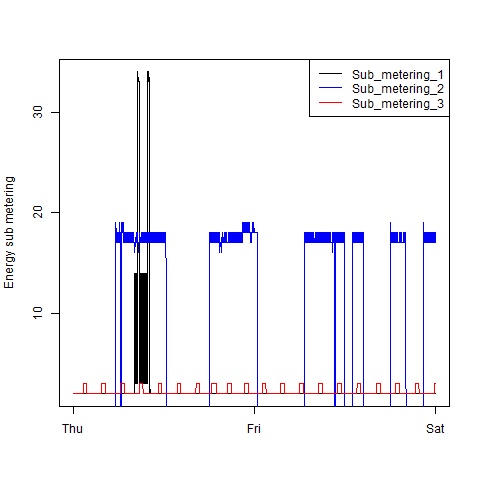 Sub_metering_1
Sub_metering_2
Sub_metering_3
Energy sub metering
30
20
10
Thu Fri Sat